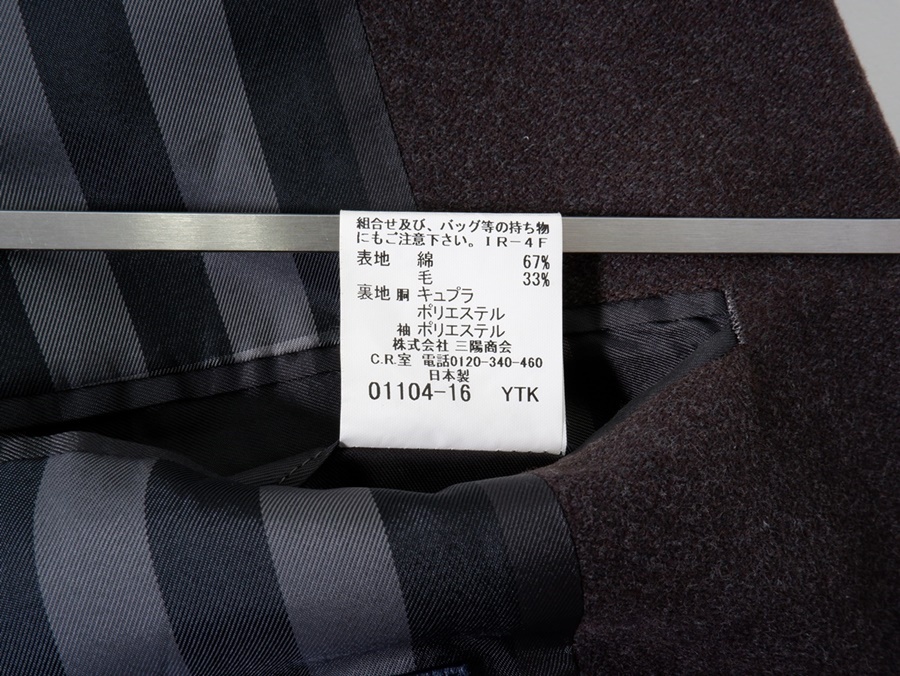 組合せ及び、バッグ等の持ち物
にもご注意下さい。IR-4F
表地 綿 67%
毛 33%
裏地 胴 キュプラ
ポリエステル
袖 ポリエステル
株式会社 三陽商会
C.R.室 電話0120-340-460
日本製
01104-16 YTK